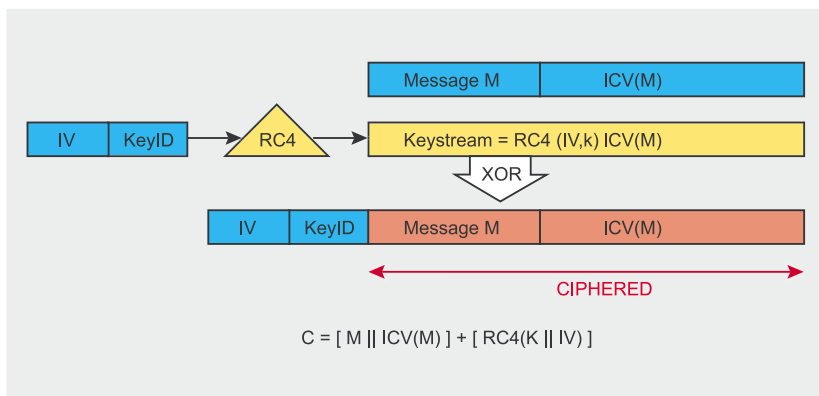 Message M ICV(M)
IV KeyID RC4 Keystream = RC4 (IV,k) ICV(M)
XOR
IV KeyID Message M ICV(M)
CIPHERED
C = [ M || ICV(M) ] + [ RC4(K || IV) ]